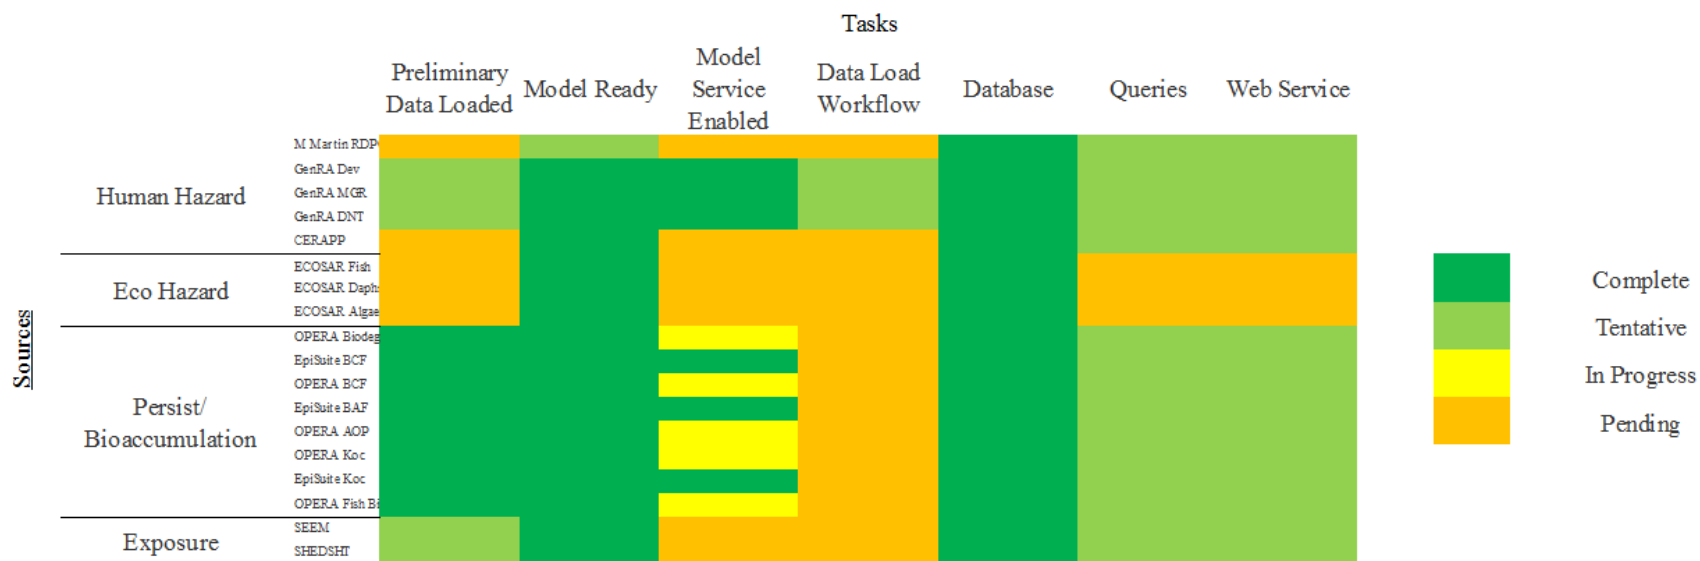 Tasks
Preliminary Data Loaded
Model Ready
Model Service Enabled
Data Load Workflow
Database
Queries
Web Service
Sources
Human Hazard
M Martin RDP
GenRA Dev
GenRA MGR
GenRA DNT
CERAPP
Eco Hazard
ECOSAR Fish
ECOSAR Daph
ECOSAR Algae
Persist/
Bioaccumulation
OPERA Biodeg
EpiSuite BCF
OPERA BCF
EpiSuite BAF
OPERA AOP
OPERA Koc
EpiSuite Koc
OPERA Fish Bi
Exposure
SEEM
SHEDSHT
Complete
Tentative
In Progress
Pending